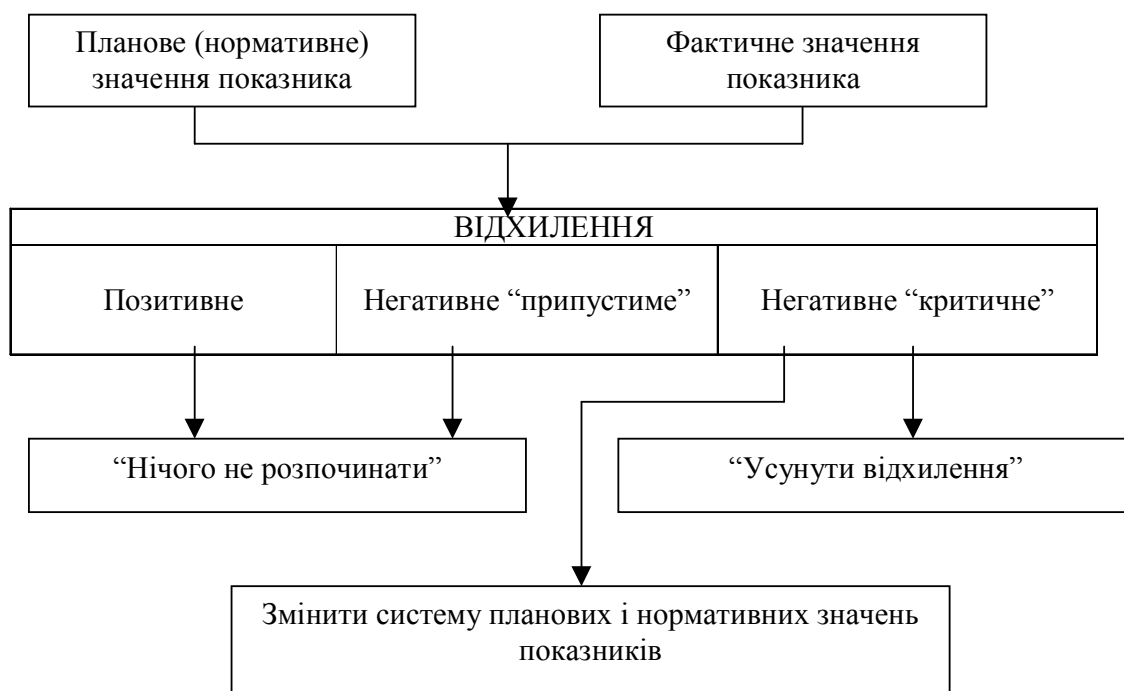 Планове (нормативне)
значення показника
Фактичне значення
показника
ВІДХИЛЕННЯ
Позитивне
Негативне “припустиме”
Негативне “критичне”
“Нічого не розпочинати”
“Усунути відхилення”
Змінити систему планових і нормативних значень
показників